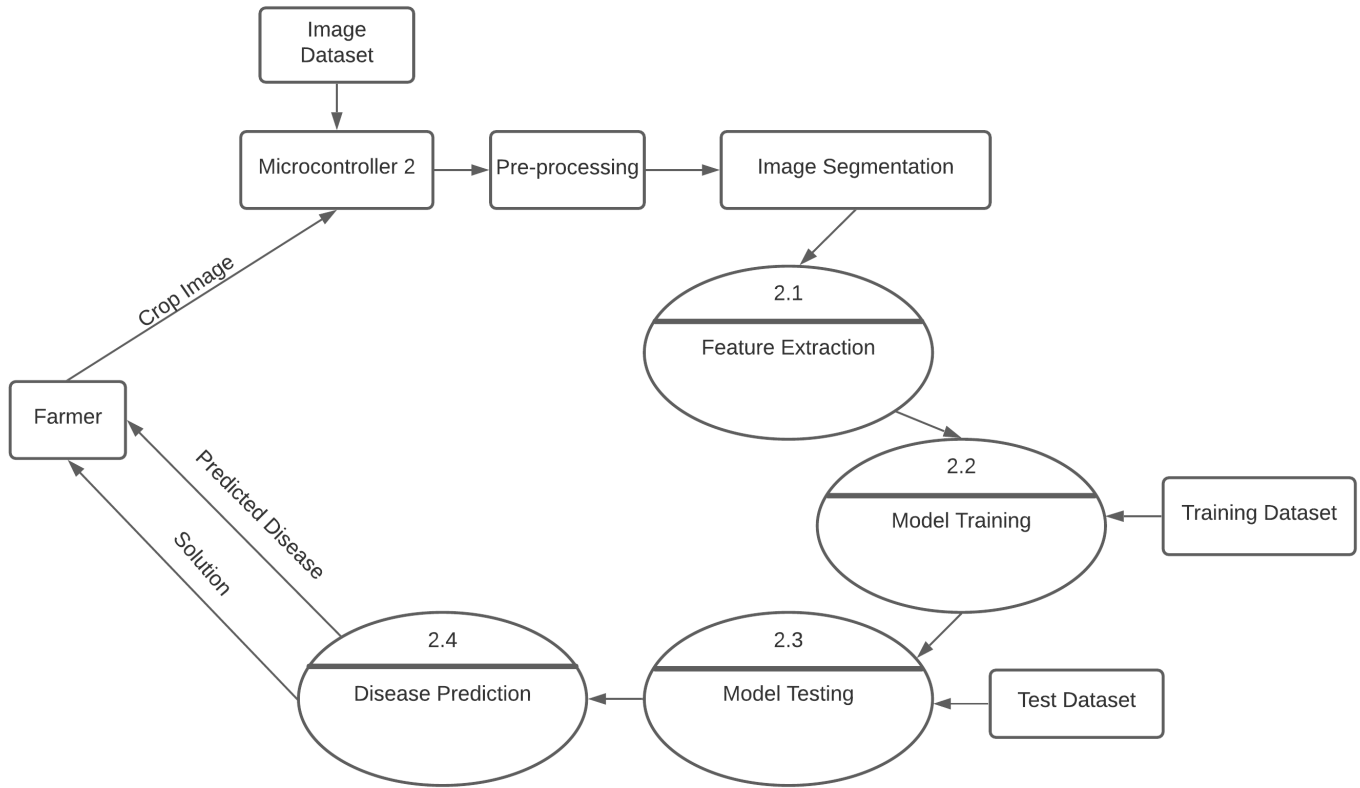 Image
Dataset
Microcontroller 2
Pre-processing
Image Segmentation
Crop Image
2.1
Feature Extraction
Farmer
2.2
Model Training
Training Dataset
Predicted Disease
Solution
2.4
Disease Prediction
2.3
Model Testing
Test Dataset